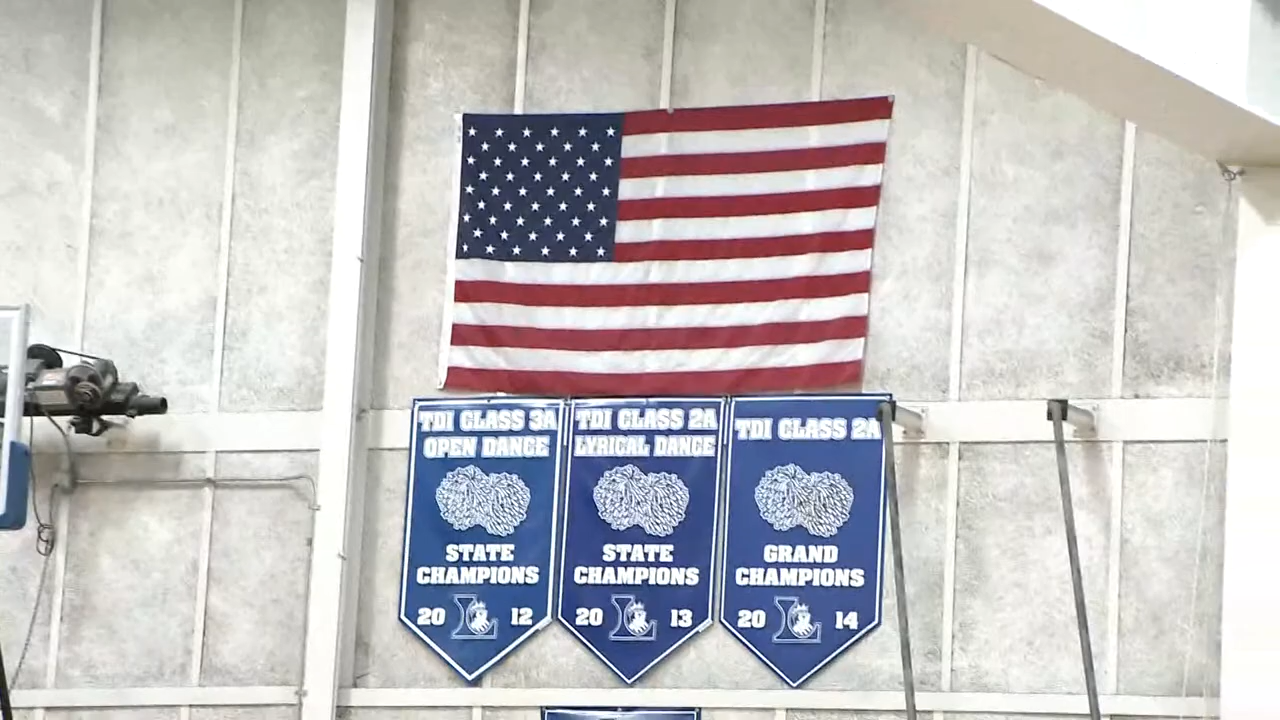 TDI CLASS 3A
OPEN DANCE
STATE
CHAMPIONS
20 L 12
TDI CLASS 2A
LYRICAL DANCE
STATE
CHAMPIONS
20 L 13
TDI CLASS 2A
GRAND
CHAMPIONS
20 L 14